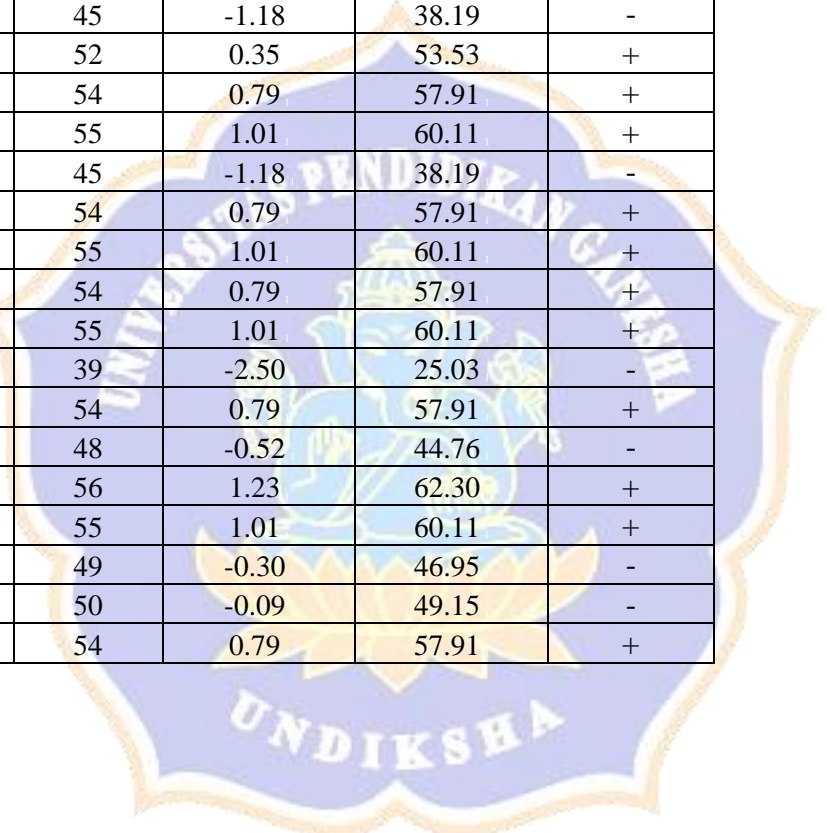 45 -1.18 38.19 -
52 0.35 53.53 +
54 0.79 57.91 +
55 1.01 60.11 +
45 -1.18 38.19 -
54 0.79 57.91 +
55 1.01 60.11 +
54 0.79 57.91 +
55 1.01 60.11 +
39 -2.50 25.03 -
54 0.79 57.91 +
48 -0.52 44.76 -
56 1.23 62.30 +
55 1.01 60.11 +
49 -0.30 46.95 -
50 -0.09 49.15 -
54 0.79 57.91 +
UNIVERSITAS PENDIDIKAN GANESHA
UNDIKSHA